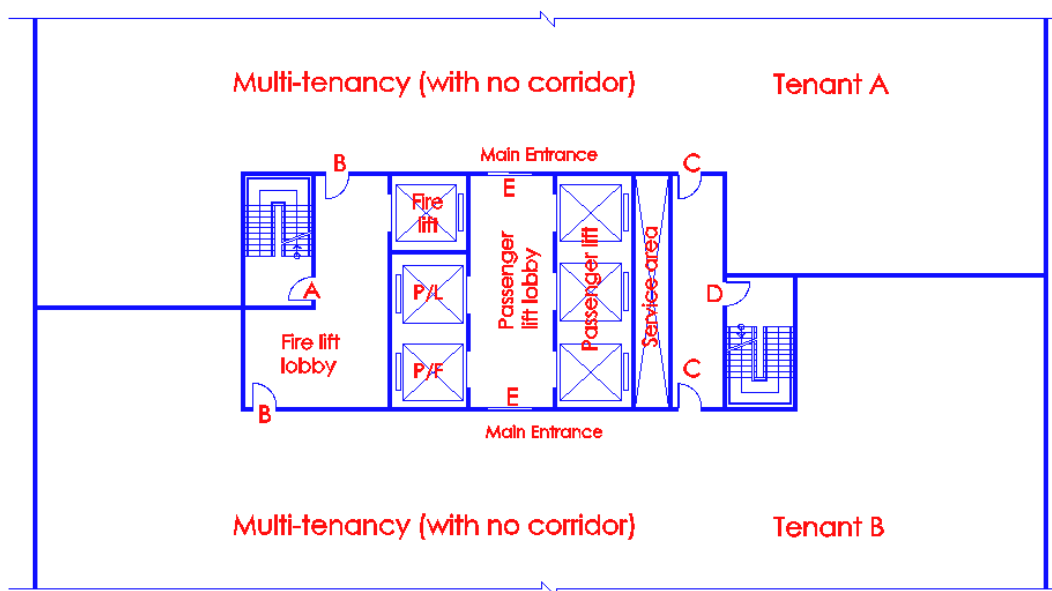 Multi-tenancy (with no corridor)
Tenant A
Main Entrance
B
C
E
Fire
lift
Passenger
lift lobby
Passenger lift
Service area
A
P/L
D
Fire lift
lobby
P/F
C
B
E
Main Entrance
Multi-tenancy (with no corridor)
Tenant B